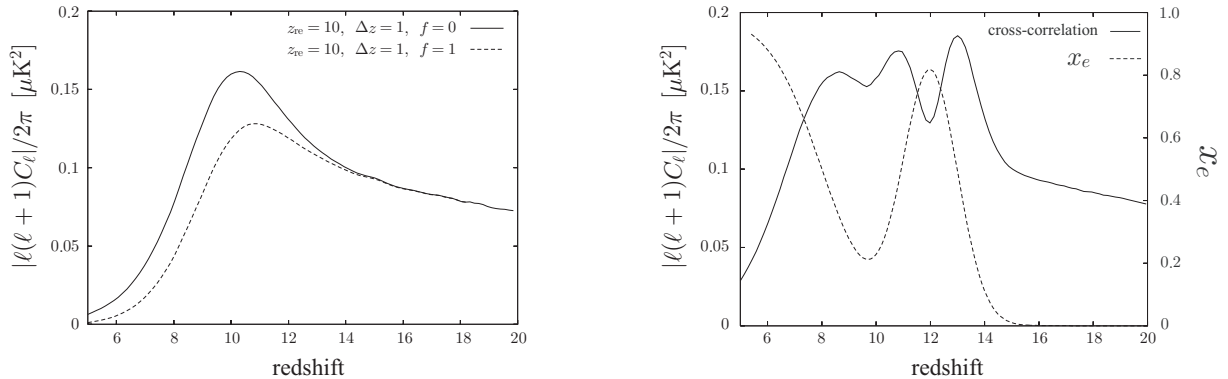 z_re = 10, Δz = 1, f = 0
z_re = 10, Δz = 1, f = 1
|ℓ(ℓ + 1)C_ℓ|/2π [μK²]
0.2
0.15
0.1
0.05
0
6 8 10 12 14 16 18 20
redshift
cross-correlation
x_e
|ℓ(ℓ + 1)C_ℓ|/2π [μK²]
0.2
0.15
0.1
0.05
0
1.0
0.8
0.6
0.4
0.2
0
x_e
6 8 10 12 14 16 18 20
redshift